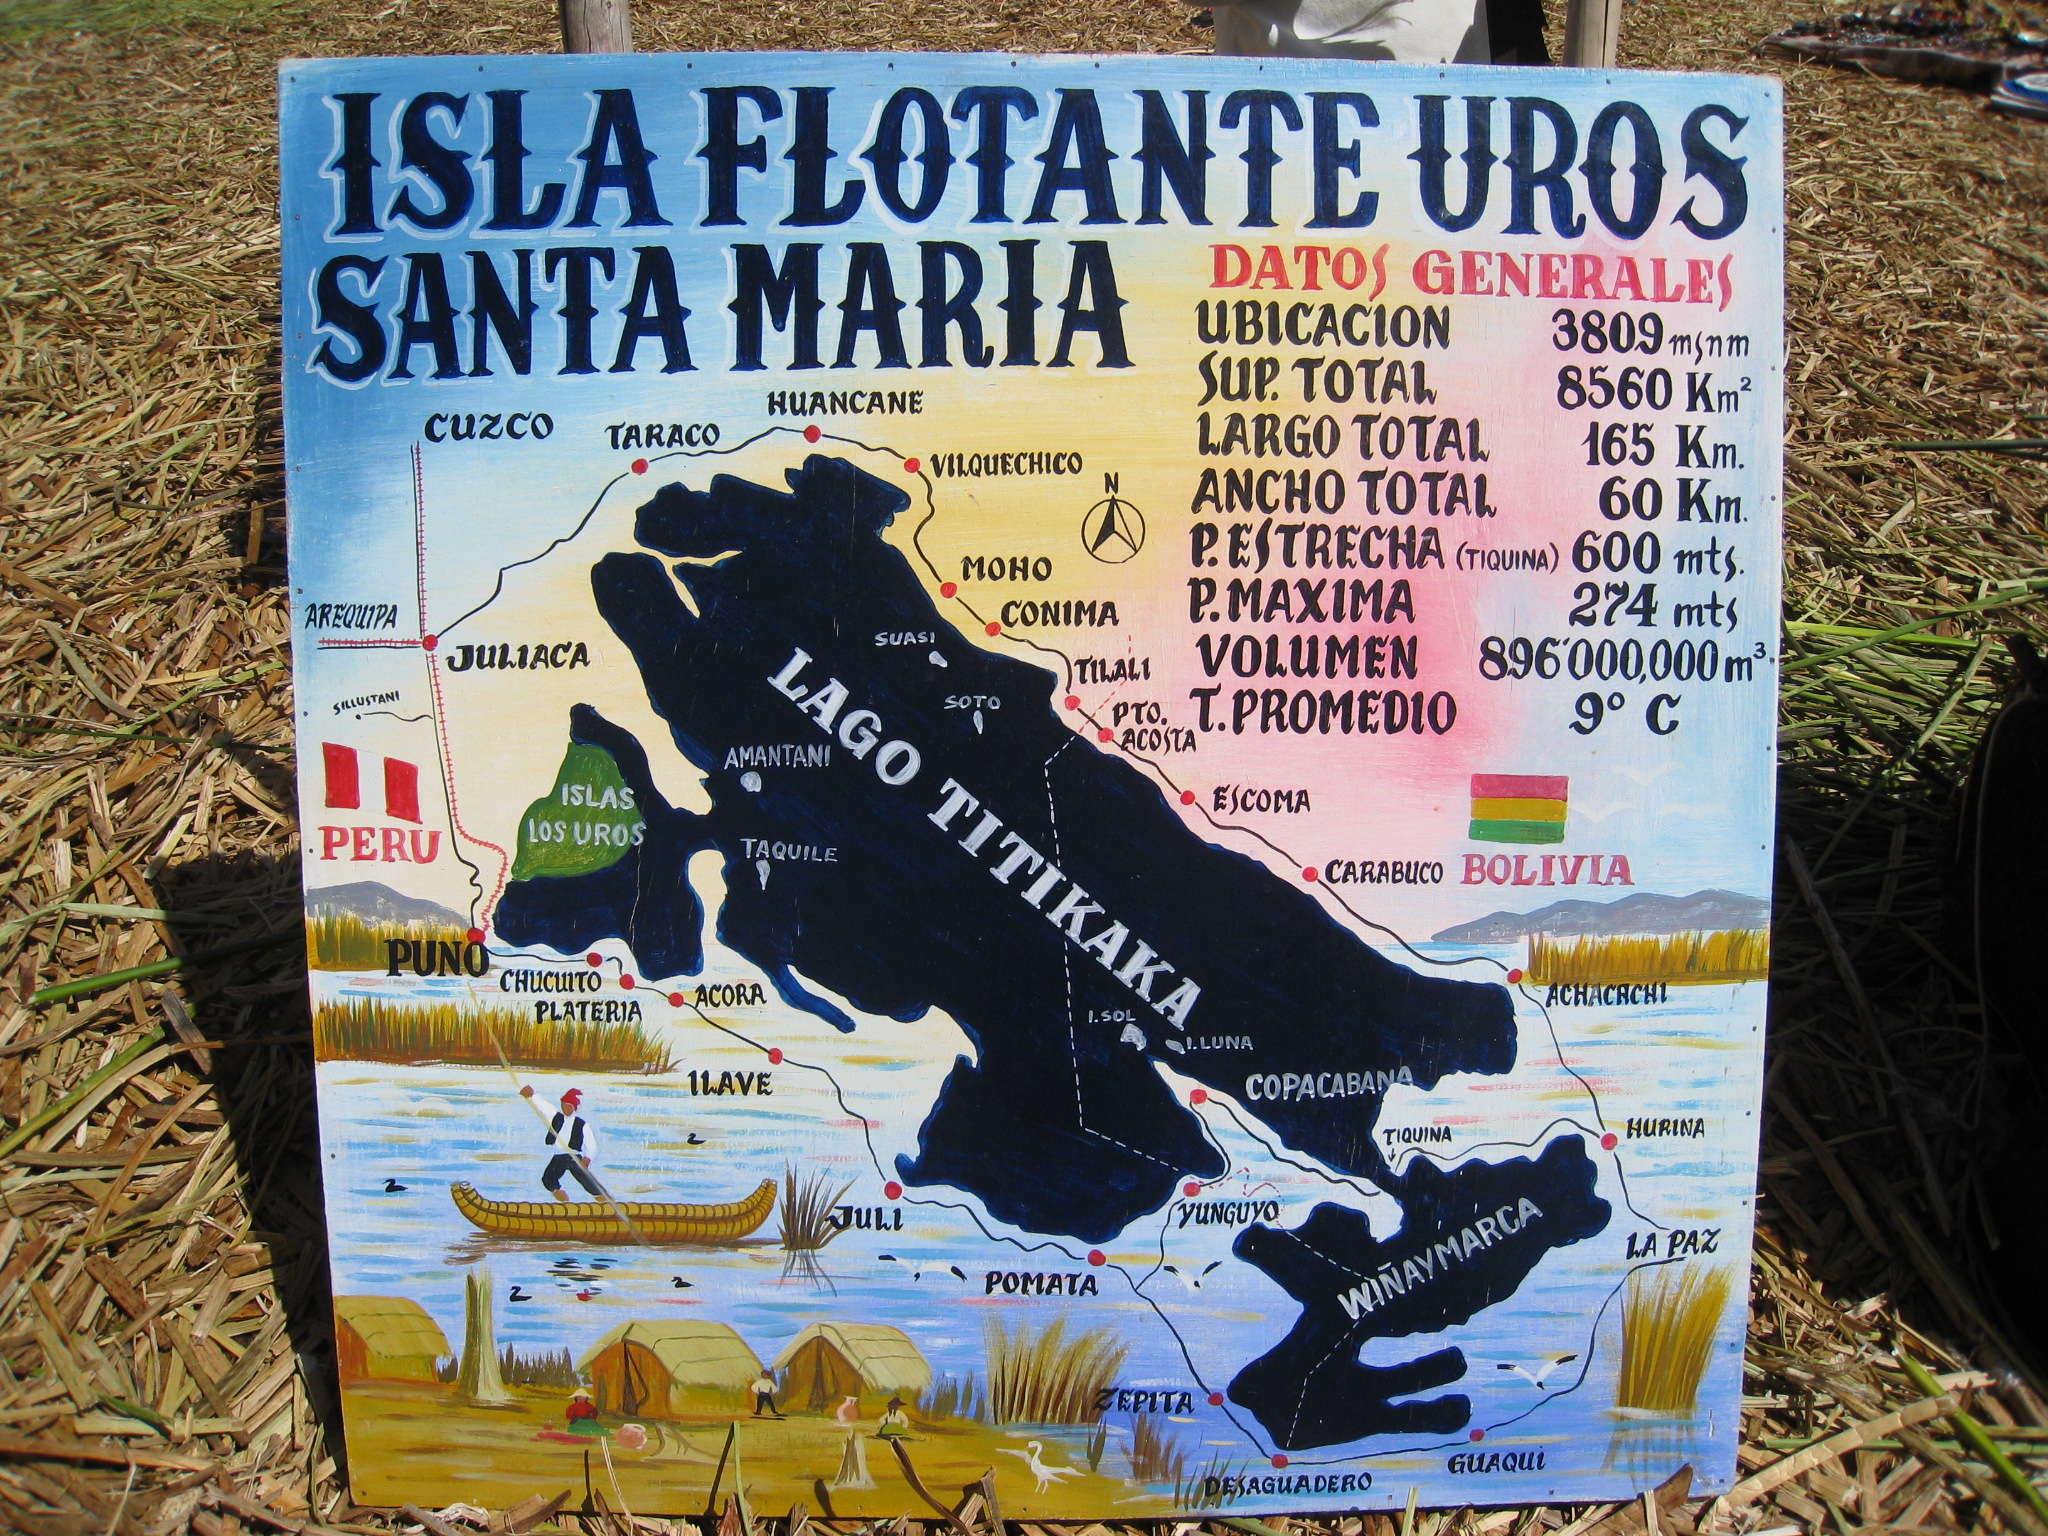 ISLA FLOTANTE UROS
SANTA MARIA
DATOS GENERALES
UBICACION 3809 msnm
SUP. TOTAL 8560 Km²
LARGO TOTAL 165 Km.
ANCHO TOTAL 60 Km.
P. ESTRECHA (TIQUINA) 600 mts.
P. MAXIMA 274 mts
VOLUMEN 896'000,000 m³
T. PROMEDIO 9° C
HUANCANE
CUZCO
TARACO
VILQUECHICO
N
MOHO
AREQUIPA
CONIMA
JULIACA
SUASI
TILALI
SILLUSTANI
SOTO
PTO.
ACOSTA
AMANTANI
LAGO TITIKAKA
ISLAS
LOS UROS
ESCOMA
PERU
TAQUILE
CARABUCO
BOLIVIA
PUNO
CHUCUITO
PLATERIA
ACORA
ACHACACHI
I. SOL
I. LUNA
ILAVE
COPACABANA
TIQUINA
HURINA
JULI
YUNGUYO
WIÑAYMARCA
LA PAZ
POMATA
ZEPITA
GUAQUI
DESAGUADERO